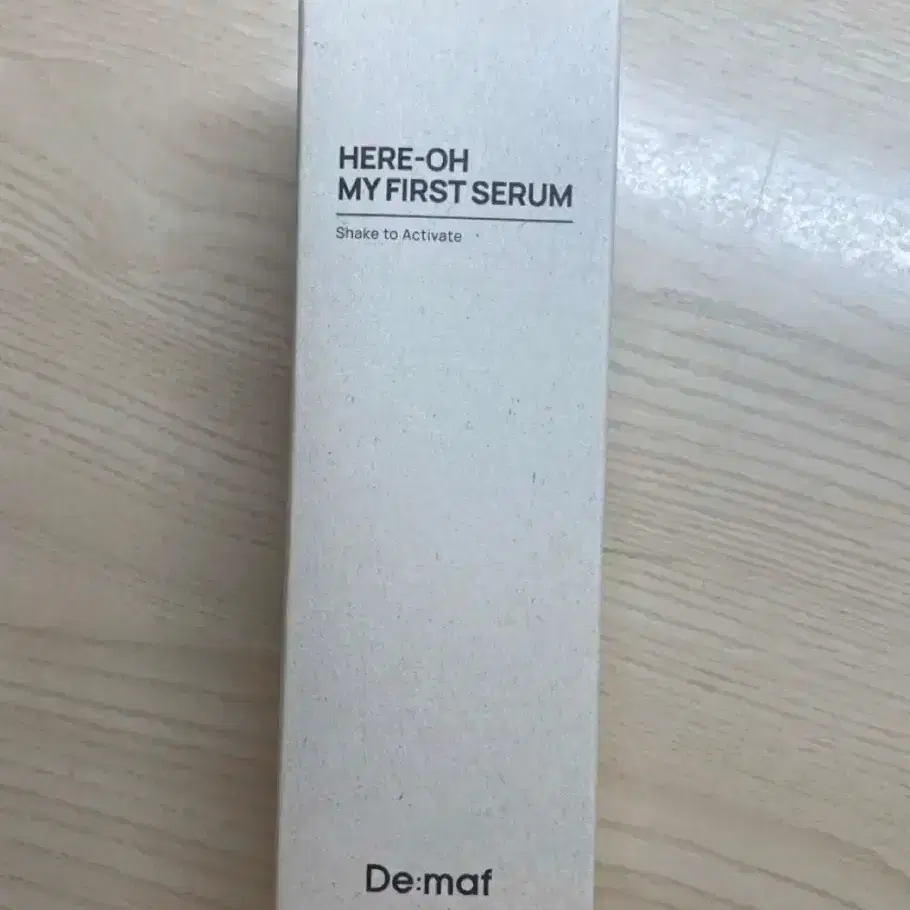 HERE-OH
MY FIRST SERUM
Shake to Activate
De:maf